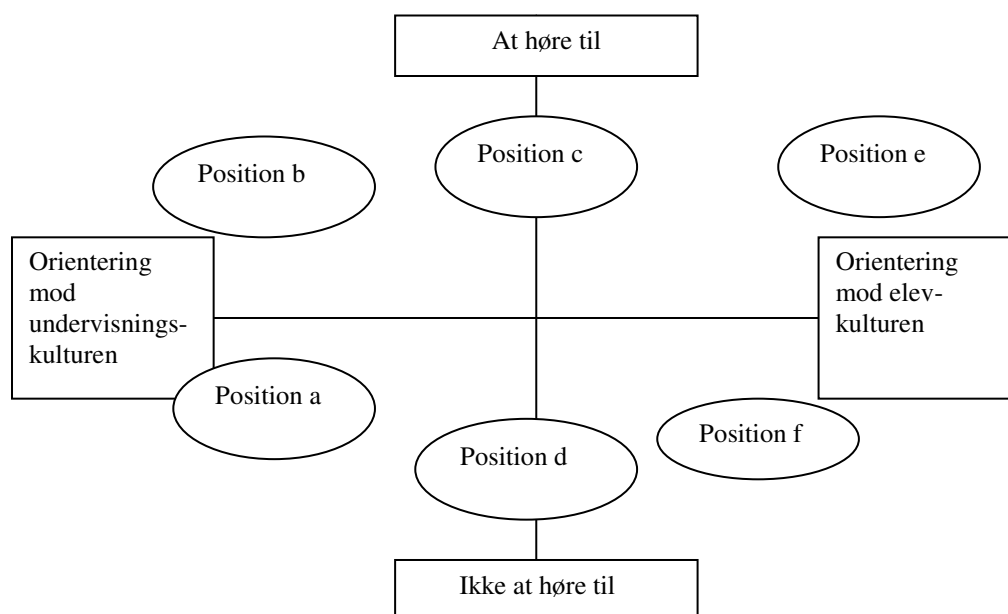 At høre til
Position b
Position c
Position e
Orientering
mod
undervisnings-
kulturen
Orientering
mod elev-
kulturen
Position a
Position d
Position f
Ikke at høre til